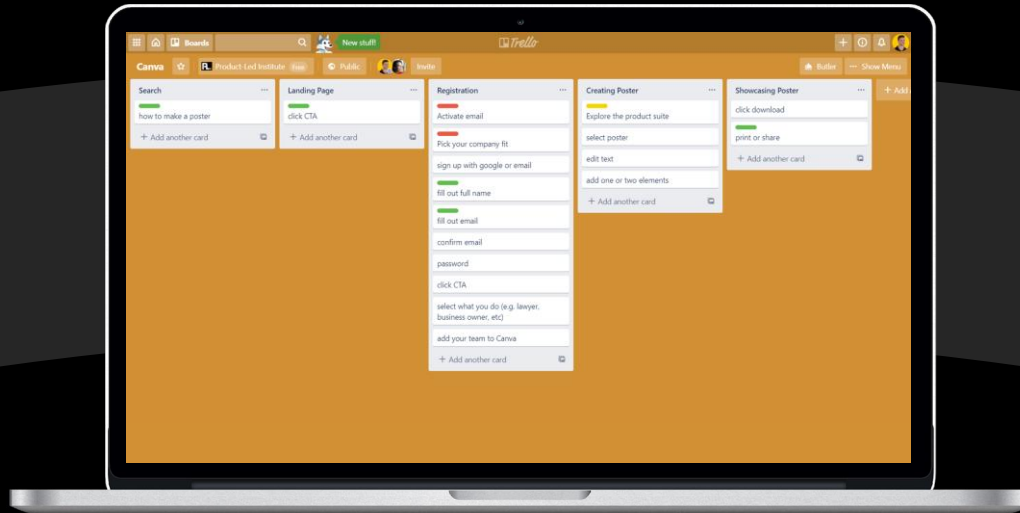 Boards
New stuff!
Trello
Canva
Product-Led Institute
Free
Public
Invite
Butler
Show Menu
Search
how to make a poster
+ Add another card
Landing Page
click CTA
+ Add another card
Registration
Activate email
Pick your company fit
sign up with google or email
fill out full name
fill out email
confirm email
password
click CTA
select what you do (e.g. lawyer,
business owner, etc)
add your team to Canva
+ Add another card
Creating Poster
Explore the product suite
select poster
edit text
add one or two elements
+ Add another card
Showcasing Poster
click download
print or share
+ Add another card
+ Add